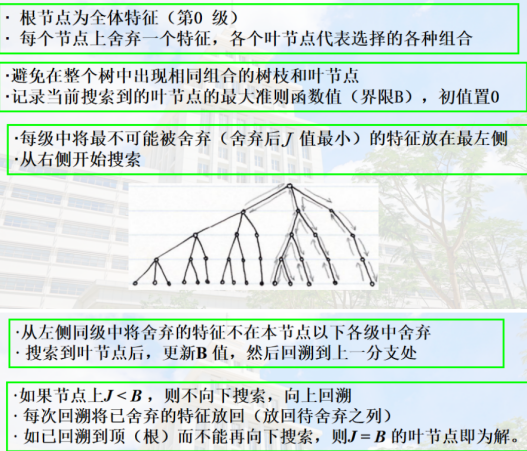 · 根节点为全体特征（第0 级）
· 每个节点上舍弃一个特征，各个叶节点代表选择的各种组合
·避免在整个树中出现相同组合的树枝和叶节点
·记录当前搜索到的叶节点的最大准则函数值（界限B），初值置0
·每级中将最不可能被舍弃（舍弃后J 值最小）的特征放在最左侧
·从右侧开始搜索
·从左侧同级中将舍弃的特征不在本节点以下各级中舍弃
· 搜索到叶节点后，更新B 值，然后回溯到上一分支处
·如果节点上J < B ，则不向下搜索，向上回溯
· 每次回溯将已舍弃的特征放回（放回待舍弃之列）
· 如已回溯到顶（根）而不能再向下搜索，则J = B 的叶节点即为解。